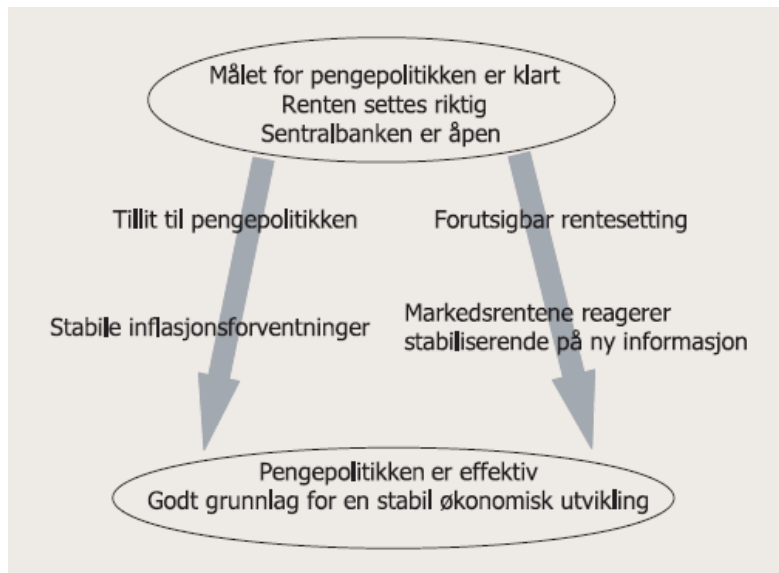 Målet for pengepolitikken er klart
Renten settes riktig
Sentralbanken er åpen
Tillit til pengepolitikken
Forutsigbar rentesetting
Stabile inflasjonsforventninger
Markedsrentene reagerer
stabiliserende på ny informasjon
Pengepolitikken er effektiv
Godt grunnlag for en stabil økonomisk utvikling